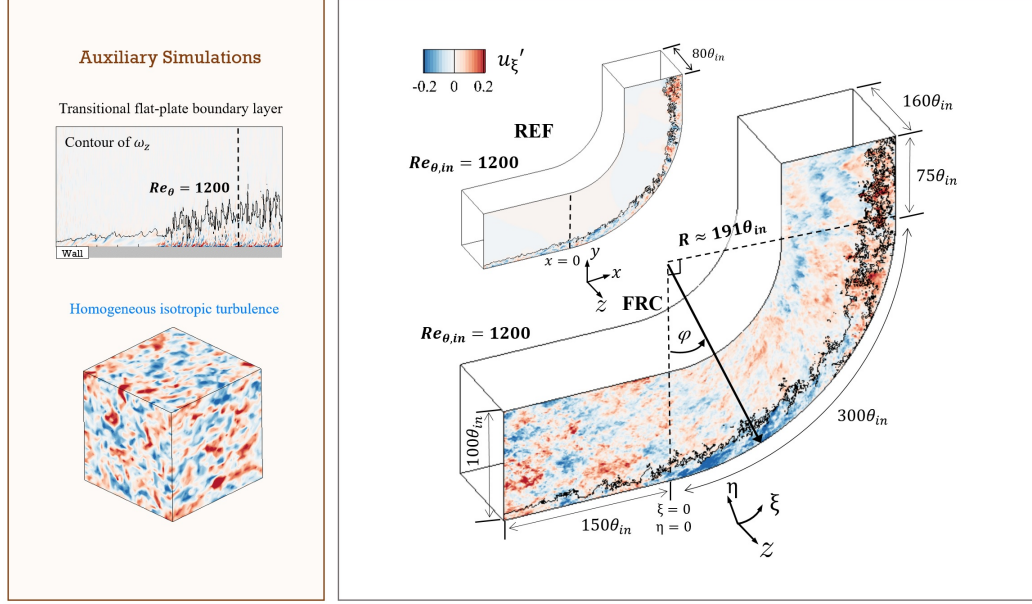 Auxiliary Simulations
Transitional flat-plate boundary layer
Contour of ω_z
Re_θ = 1200
Wall
Homogeneous isotropic turbulence
u_ξ′
-0.2 0 0.2
80θ_in
REF
Re_θ,in = 1200
x = 0
y
x
z
160θ_in
75θ_in
R ≈ 191θ_in
FRC
Re_θ,in = 1200
φ
100θ_in
300θ_in
150θ_in
ξ = 0
η = 0
η
ξ
z